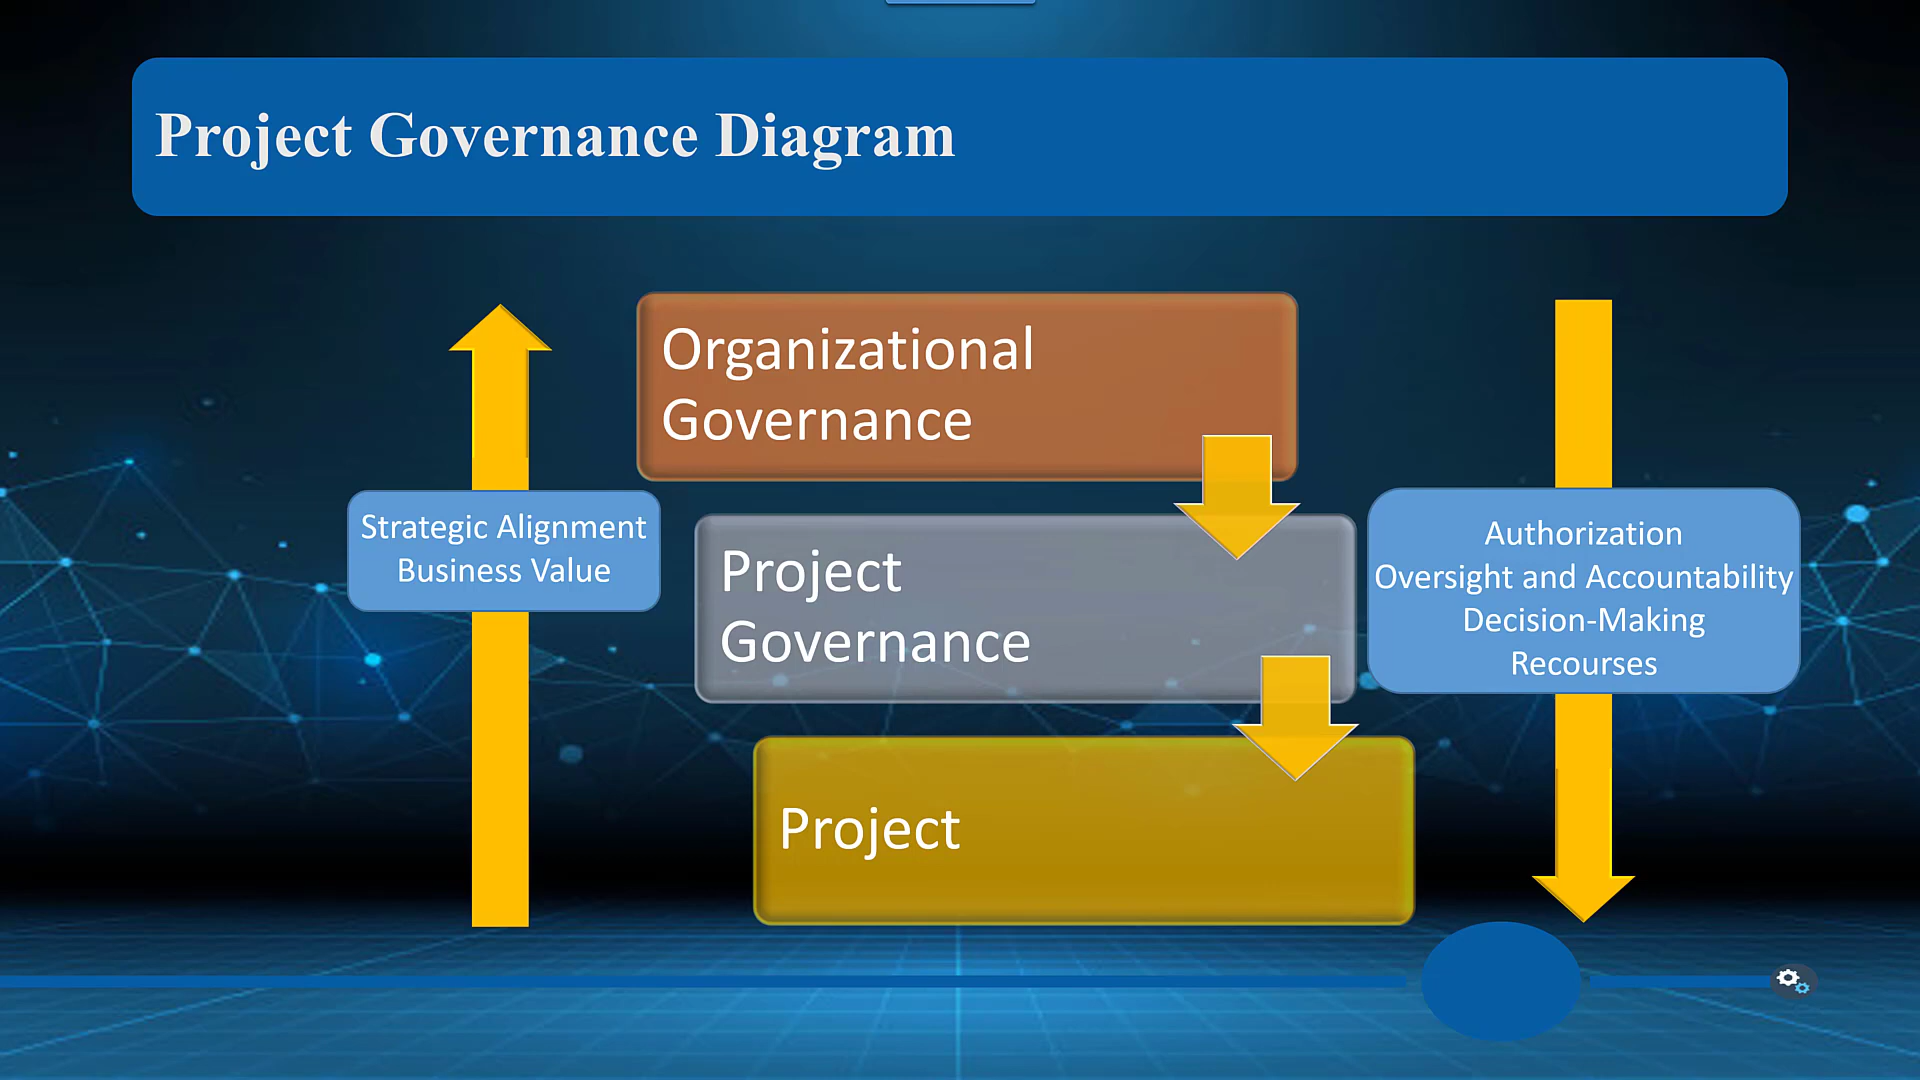 Project Governance Diagram
Organizational
Governance
Strategic Alignment
Business Value
Project
Governance
Authorization
Oversight and Accountability
Decision-Making
Recourses
Project